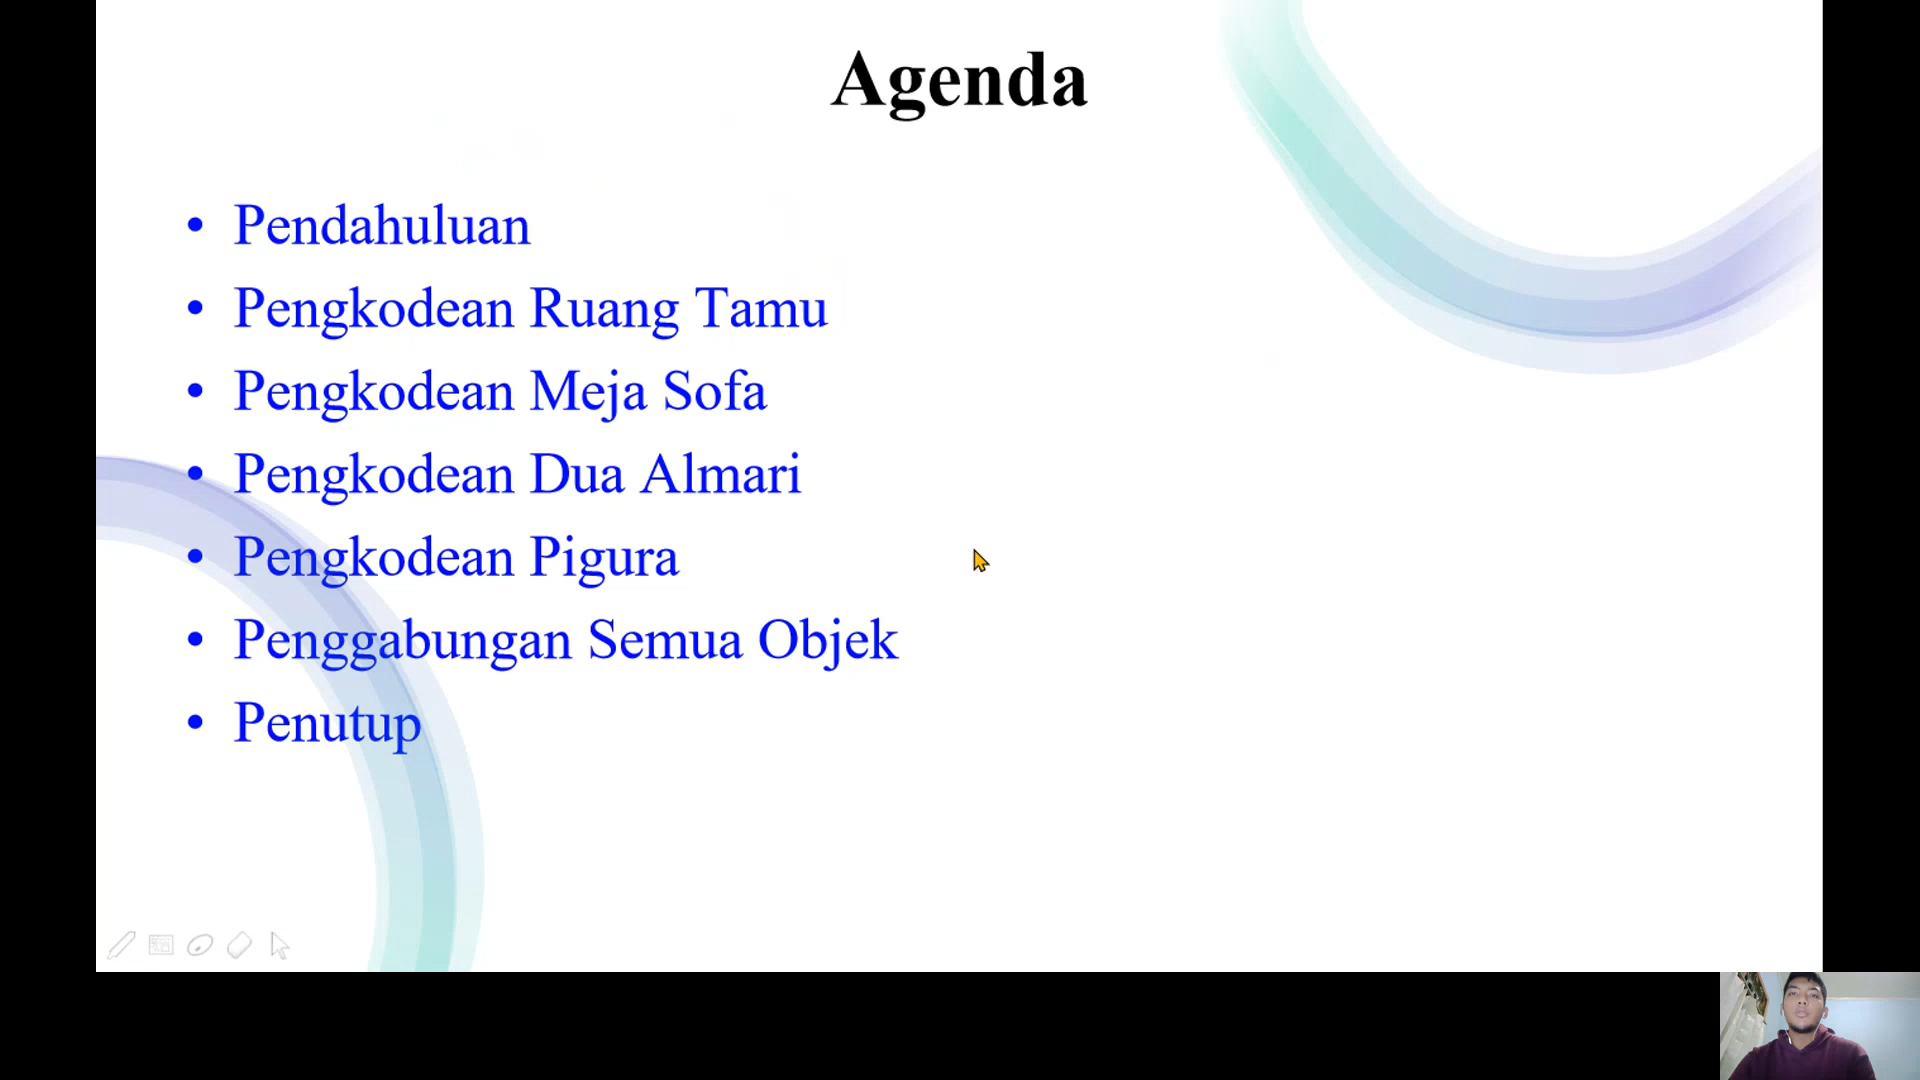 Agenda
• Pendahuluan
• Pengkodean Ruang Tamu
• Pengkodean Meja Sofa
• Pengkodean Dua Almari
• Pengkodean Pigura
• Penggabungan Semua Objek
• Penutup